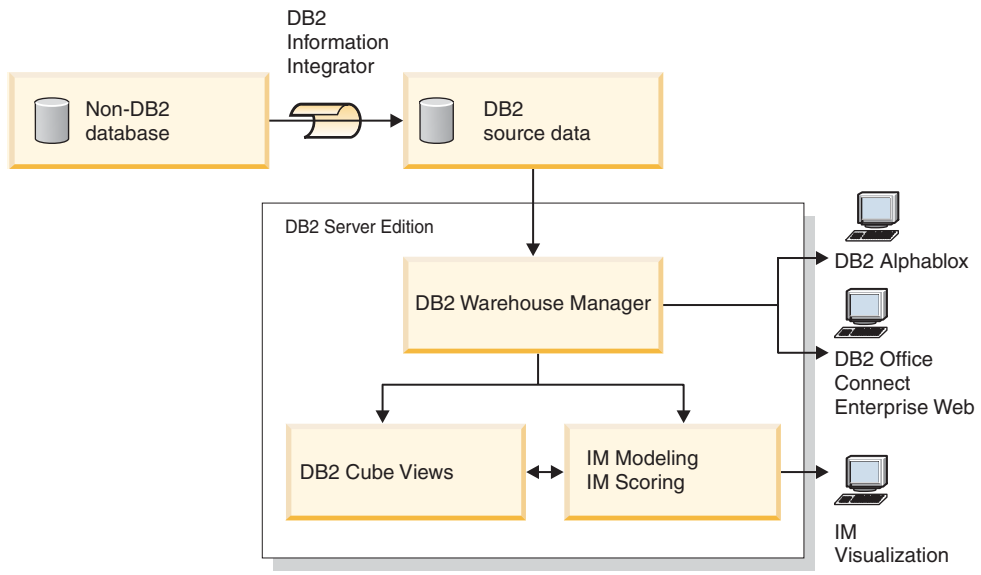 DB2
Information
Integrator
Non-DB2
database
DB2
source data
DB2 Server Edition
DB2 Warehouse Manager
DB2 Alphablox
DB2 Office
Connect
Enterprise Web
DB2 Cube Views
IM Modeling
IM Scoring
IM
Visualization